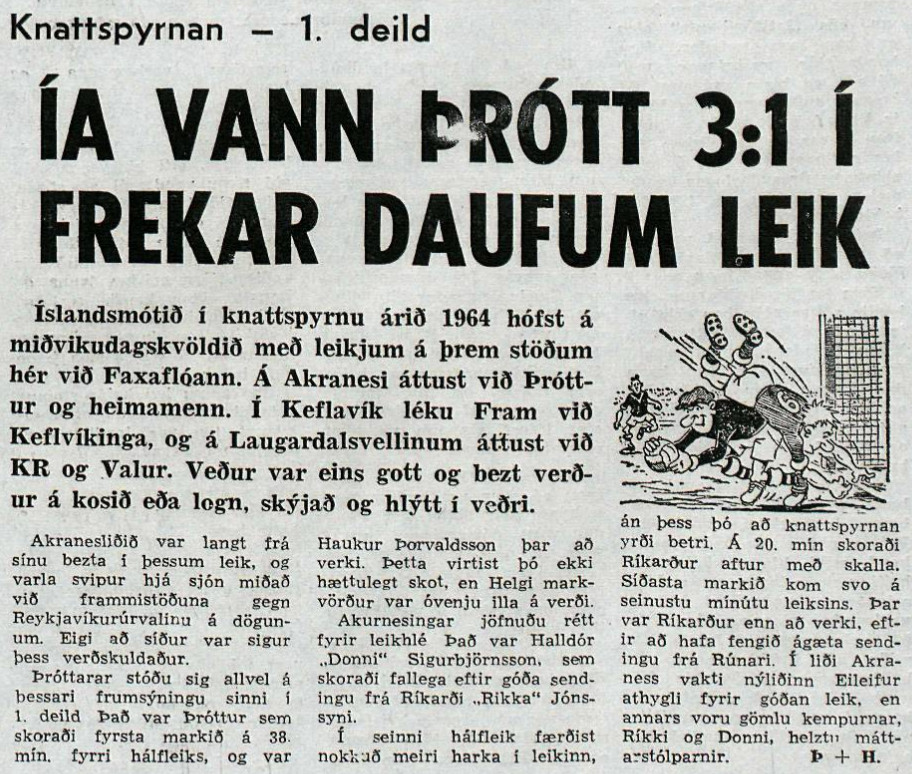 Knattspyrnan — 1. deild
ÍA VANN ÞRÓTT 3:1 Í
FREKAR DAUFUM LEIK
Íslandsmótið í knattspyrnu árið 1964 hófst á
miðvikudagskvöldið með leikjum á þrem stöðum
hér við Faxaflóann. Á Akranesi áttust við Þrótt-
ur og heimamenn. Í Keflavík léku Fram við
Keflvíkinga, og á Laugardalsvellinum áttust við
KR og Valur. Veður var eins gott og bezt verð-
ur á kosið eða logn, skýjað og hlýtt í veðri.
Akranesliðið var langt frá
sínu bezta í þessum leik, og
varla svipur hjá sjón miðað
við frammistöðuna gegn
Reykjavíkurúrvalinu á dögun-
um. Eigi að síður var sigur
þess verðskuldaður.
Þróttarar stóðu sig allvel á
þessari frumsýningu sinni í
1. deild Það var Þróttur sem
skoraði fyrsta markið á 38.
mín. fyrri hálfleiks, og var
Haukur Þorvaldsson þar að
verki. Þetta virtist þó ekki
hættulegt skot, en Helgi mark-
vörður var óvenju illa á verði.
Akurnesingar jöfnuðu rétt
fyrir leikhlé Það var Halldór
„Donni“ Sigurbjörnsson, sem
skoraði fallega eftir góða send-
ingu frá Ríkarði „Rikka“ Jóns-
syni.
Í seinni hálfleik færðist
nokkuð meiri harka í leikinn,
án þess þó að knattspyrnan
yrði betri. Á 20. mín skoraði
Ríkarður aftur með skalla.
Síðasta markið kom svo á
seinustu mínútu leiksins. Þar
var Ríkarður enn að verki, eft-
ir að hafa fengið ágæta send-
ingu frá Rúnari. Í liði Akra-
ness vakti nýliðinn Eileifur
athygli fyrir góðan leik, en
annars voru gömlu kempurnar,
Ríkki og Donni, helztu mátt-
arstólparnir. Þ + H.